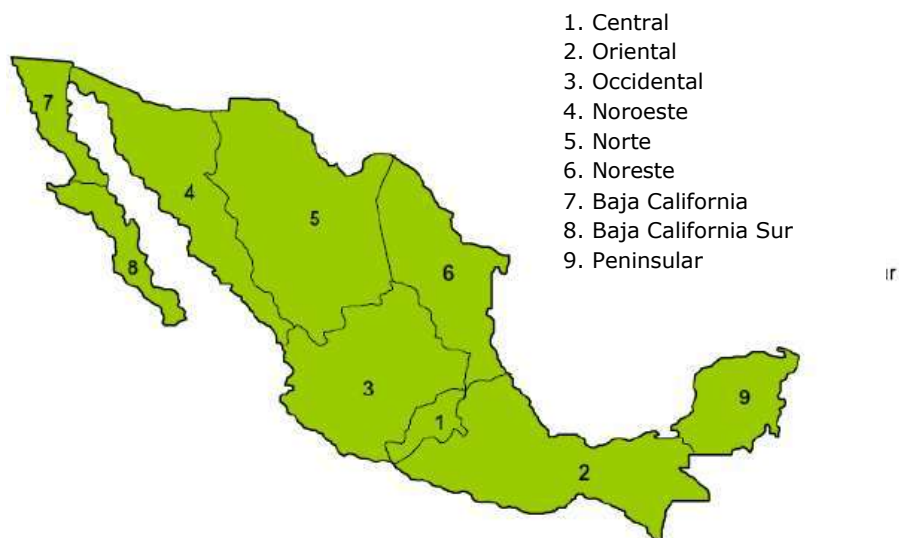 1. Central
2. Oriental
3. Occidental
4. Noroeste
5. Norte
6. Noreste
7. Baja California
8. Baja California Sur
9. Peninsular
ır
7
4
5
6
8
3
1
9
2